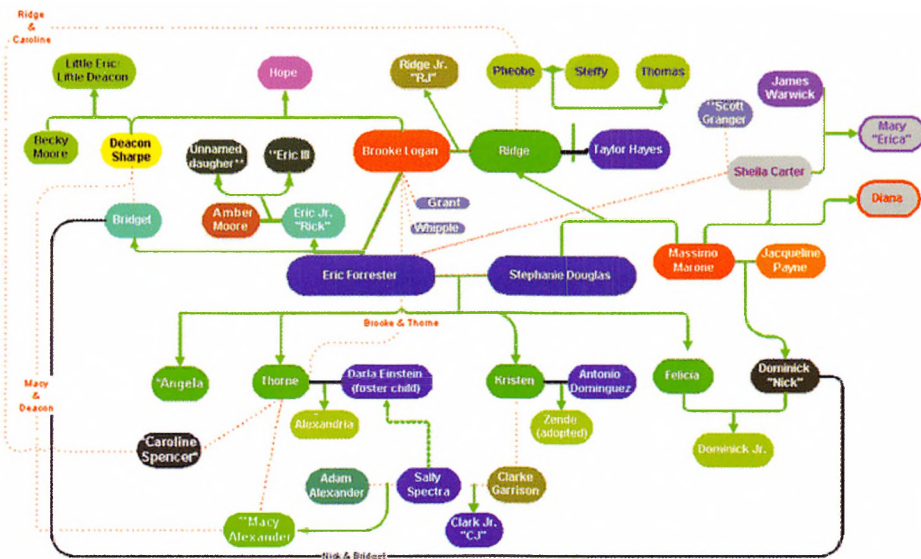 Ridge
&
Caroline
Little Eric/
Little Deacon
Hope
Ridge Jr.
"RJ"
Pheobe
Steffy
Thomas
James
Warwick
**Scott
Granger
Becky
Moore
Deacon
Sharpe
Unnamed
daugher**
**Eric III
Brooke Logan
Ridge
Taylor Hayes
Mary
"Erica"
Sheila Carter
Bridget
Amber
Moore
Eric Jr.
"Rick"
Grant
Whipple
Diana
Eric Forrester
Stephanie Douglas
Massimo
Marone
Jacqueline
Payne
Brooke & Thorne
Macy
&
Deacon
*Angela
Thorne
Darla Einstein
(foster child)
Kristen
Antonio
Dominguez
Felicia
Dominick
"Nick"
Alexandria
Zende
(adopted)
Dominick Jr.
*Caroline
Spencer*
Adam
Alexander
Sally
Spectra
Clarke
Garrison
**Macy
Alexander
Clark Jr.
"CJ"
Nick & Bridget